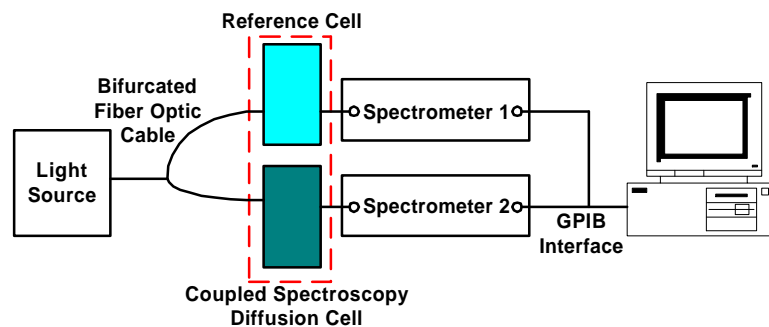 Reference Cell
Bifurcated
Fiber Optic
Cable
Light
Source
Spectrometer 1
Spectrometer 2
GPIB
Interface
Coupled Spectroscopy
Diffusion Cell